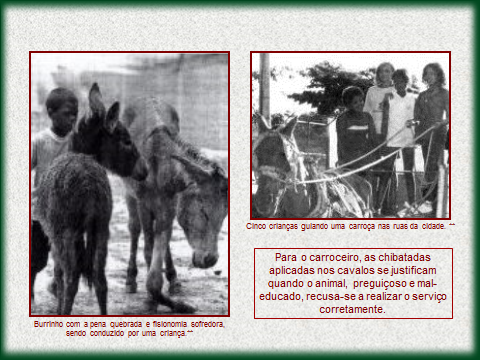 Cinco crianças guiando uma carroça nas ruas da cidade. **
Para o carroceiro, as chibatadas
aplicadas nos cavalos se justificam
quando o animal, preguiçoso e mal-
educado, recusa-se a realizar o serviço
corretamente.
Burrinho com a pena quebrada e fisionomia sofredora,
sendo conduzido por uma criança.**